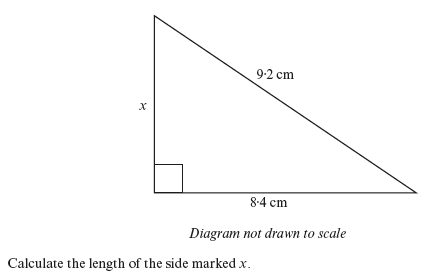 9·2 cm
x
8·4 cm
Diagram not drawn to scale
Calculate the length of the side marked x.